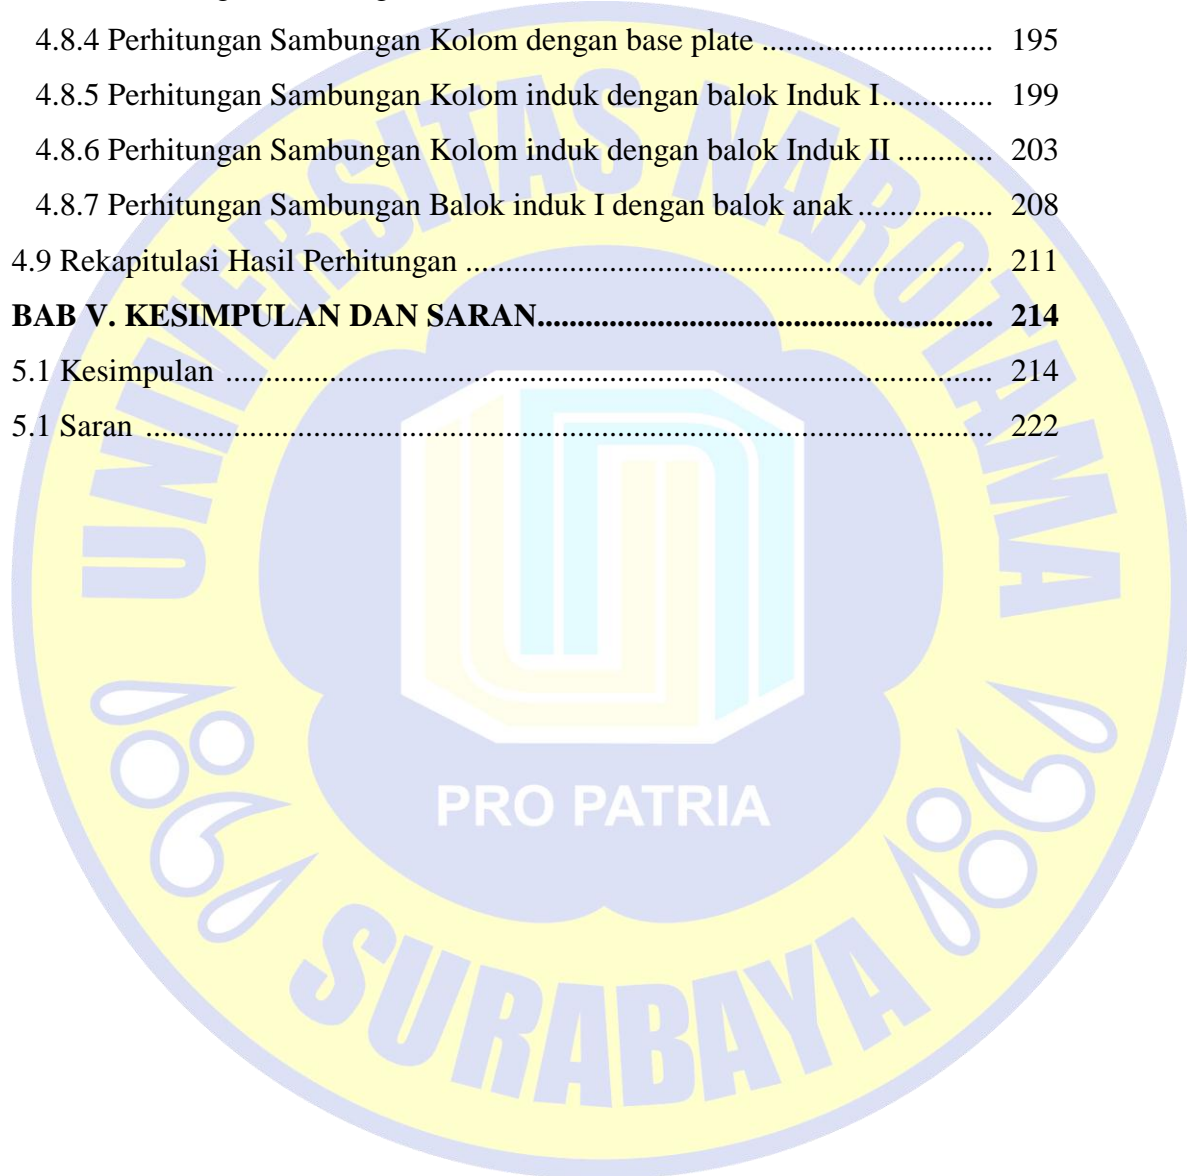 4.8.4 Perhitungan Sambungan Kolom dengan base plate ............................. 195
4.8.5 Perhitungan Sambungan Kolom induk dengan balok Induk I.............. 199
4.8.6 Perhitungan Sambungan Kolom induk dengan balok Induk II ............ 203
4.8.7 Perhitungan Sambungan Balok induk I dengan balok anak ................. 208
4.9 Rekapitulasi Hasil Perhitungan .................................................................. 211
BAB V. KESIMPULAN DAN SARAN.......................................................... 214
5.1 Kesimpulan ................................................................................................ 214
5.1 Saran .......................................................................................................... 222
UNIVERSITAS NAROTAMA
PRO PATRIA
SURABAYA